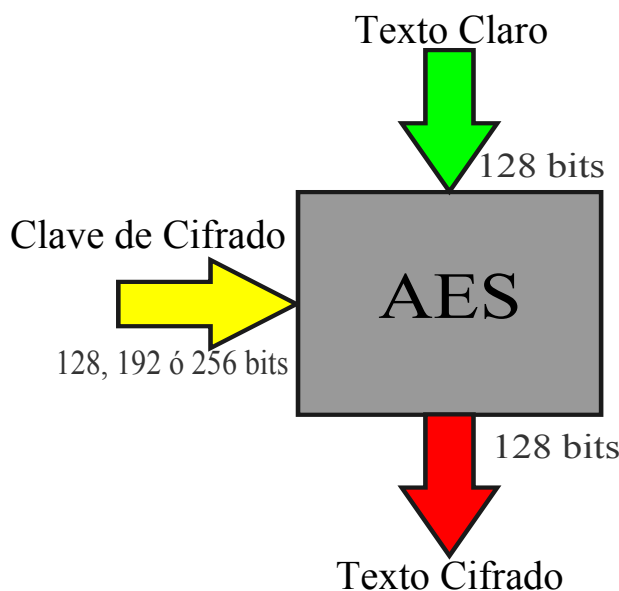 Texto Claro
128 bits
Clave de Cifrado
AES
128, 192 ó 256 bits
128 bits
Texto Cifrado